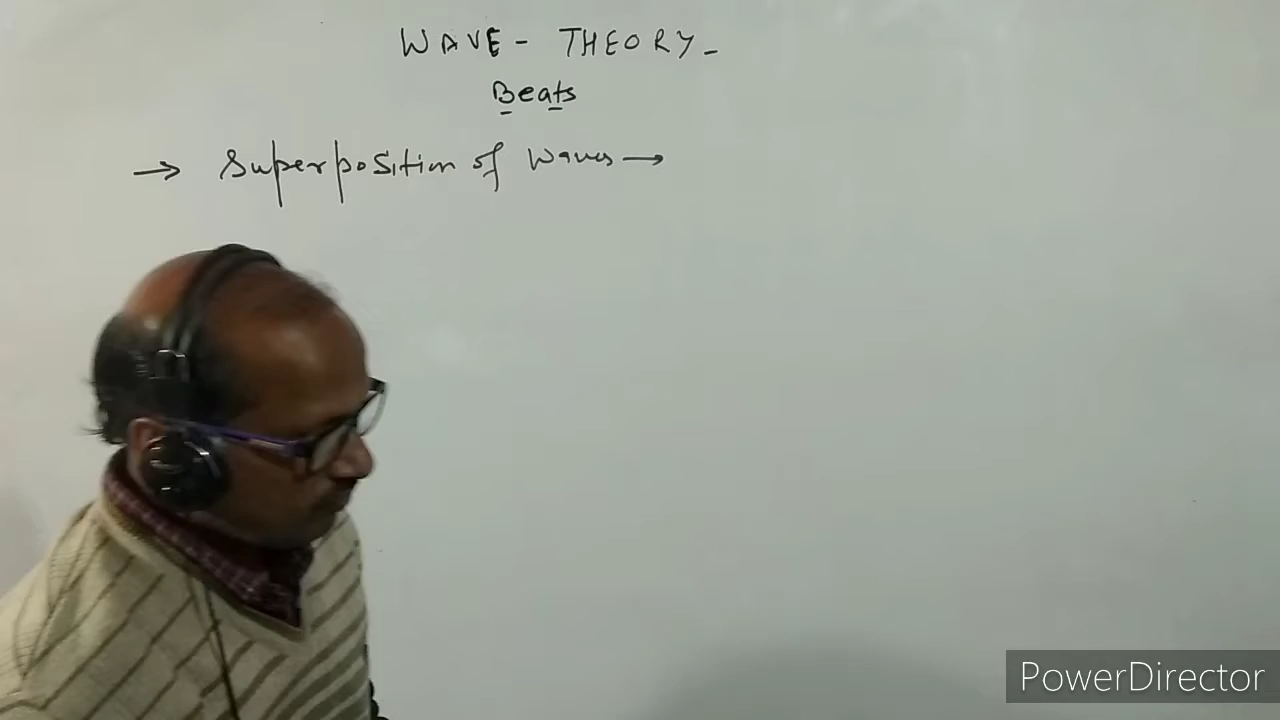 WAVE - THEORY -
Beats
→ Superposition of waves →
PowerDirector